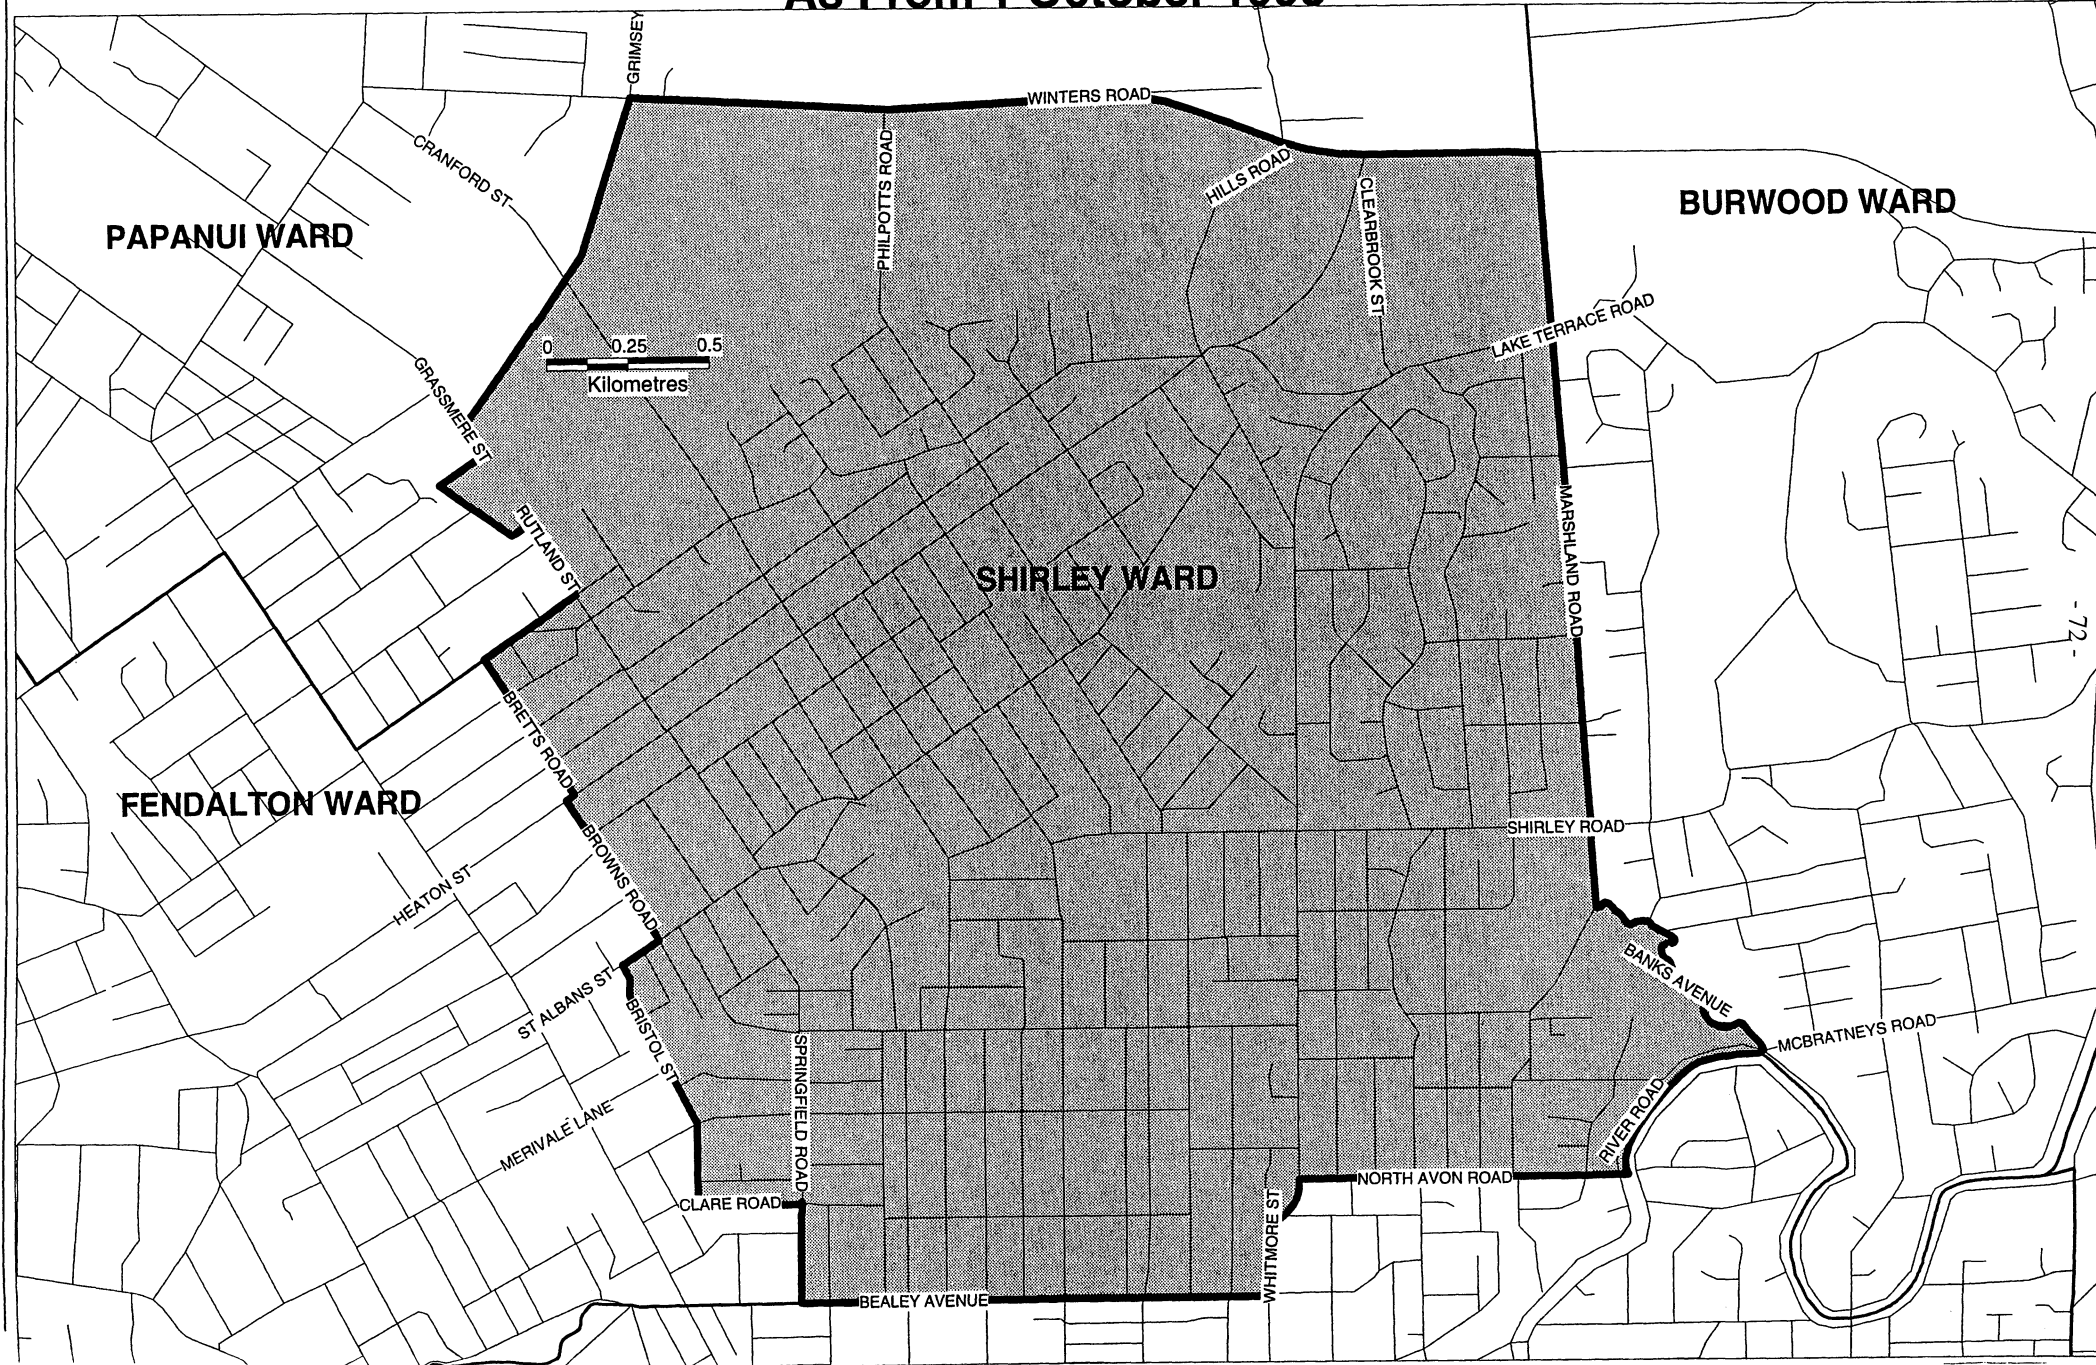 GRIMSEY
WINTERS ROAD
CRANFORD ST
PHILPOTTS ROAD
HILLS ROAD
CLEARBROOK ST
BURWOOD WARD
PAPANUI WARD
LAKE TERRACE ROAD
0 0.25 0.5
Kilometres
GRASSMERE ST
RUTLAND ST
MARSHLAND ROAD
SHIRLEY WARD
-72-
BRETTS ROAD
FENDALTON WARD
SHIRLEY ROAD
BROWNS ROAD
HEATON ST
BANKS AVENUE
ST ALBANS ST
BRISTOL ST
MCBRATNEYS ROAD
SPRINGFIELD ROAD
RIVER ROAD
MERIVALE LANE
NORTH AVON ROAD
CLARE ROAD
WHITMORE ST
BEALEY AVENUE